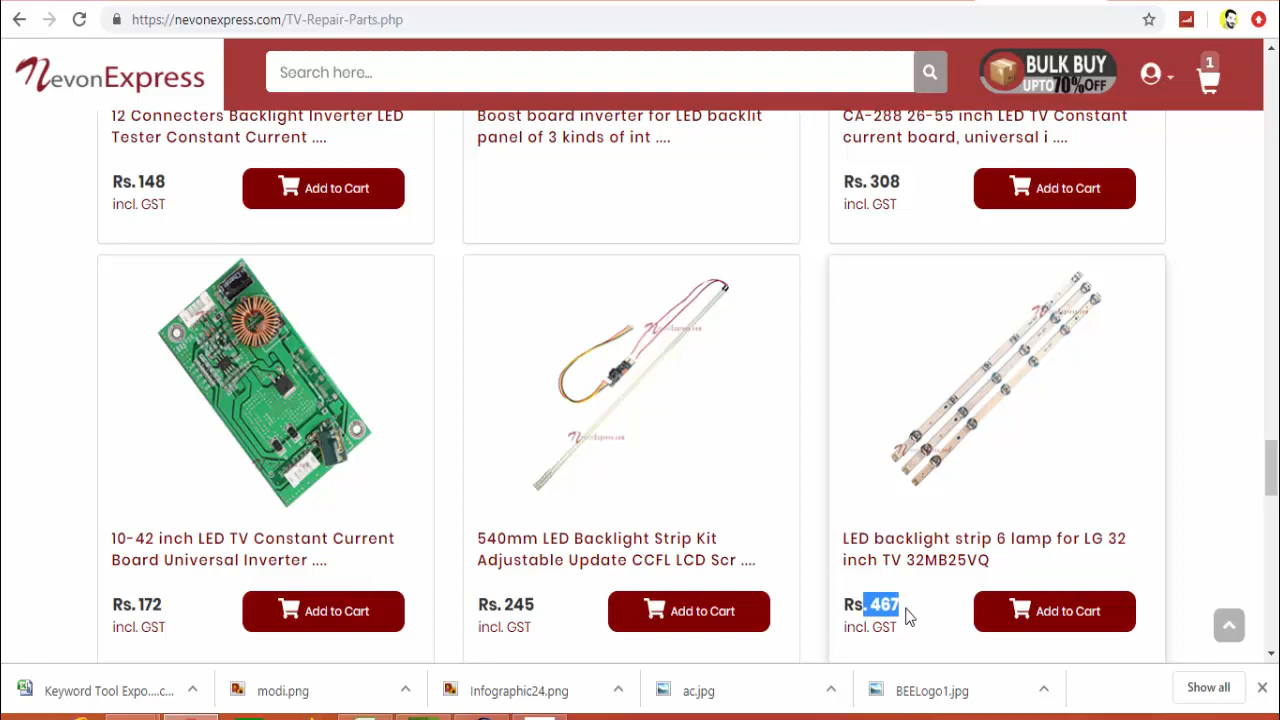 https://nevonexpress.com/TV-Repair-Parts.php
NevonExpress
Search here...
BULK BUY
UPTO 70% OFF
1
12 Connecters Backlight Inverter LED
Tester Constant Current ....
Rs. 148
incl. GST
Add to Cart
Boost board inverter for LED backlit
panel of 3 kinds of int ....
CA-288 26-55 inch LED TV Constant
current board, universal i ....
Rs. 308
incl. GST
Add to Cart
10-42 inch LED TV Constant Current
Board Universal Inverter ....
Rs. 172
incl. GST
Add to Cart
NevonExpress.com
NevonExpress.com
540mm LED Backlight Strip Kit
Adjustable Update CCFL LCD Scr ....
Rs. 245
incl. GST
Add to Cart
LED backlight strip 6 lamp for LG 32
inch TV 32MB25VQ
Rs. 467
incl. GST
Add to Cart
Keyword Tool Expo....c...
modi.png
Infographic24.png
ac.jpg
BEELogo1.jpg
Show all